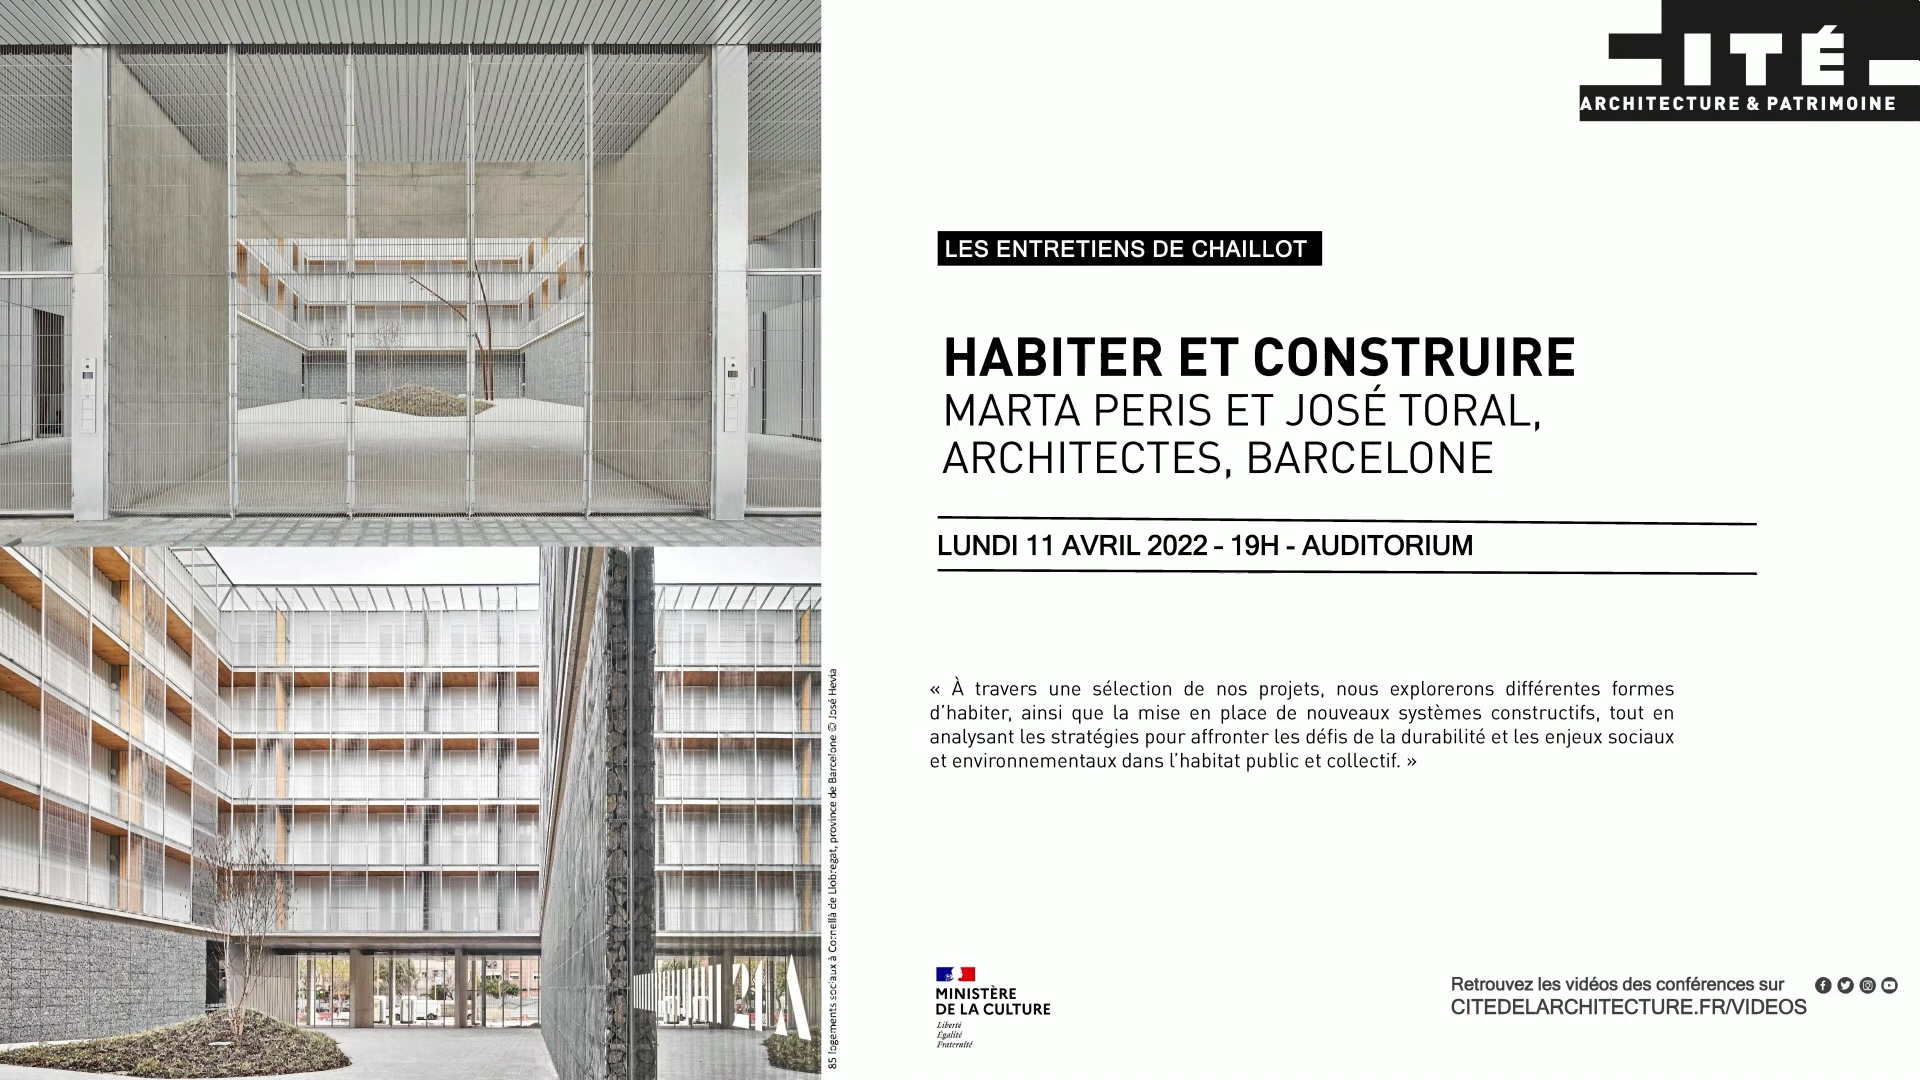 CITÉ
ARCHITECTURE & PATRIMOINE
LES ENTRETIENS DE CHAILLOT
HABITER ET CONSTRUIRE
MARTA PERIS ET JOSÉ TORAL,
ARCHITECTES, BARCELONE
LUNDI 11 AVRIL 2022 - 19H - AUDITORIUM
« À travers une sélection de nos projets, nous explorerons différentes formes
d'habiter, ainsi que la mise en place de nouveaux systèmes constructifs, tout en
analysant les stratégies pour affronter les défis de la durabilité et les enjeux sociaux
et environnementaux dans l'habitat public et collectif. »
85 logements sociaux à Cornellà de Llobregat, province de Barcelone © José Hevia
MINISTÈRE
DE LA CULTURE
Liberté
Égalité
Fraternité
Retrouvez les vidéos des conférences sur
CITEDELARCHITECTURE.FR/VIDEOS